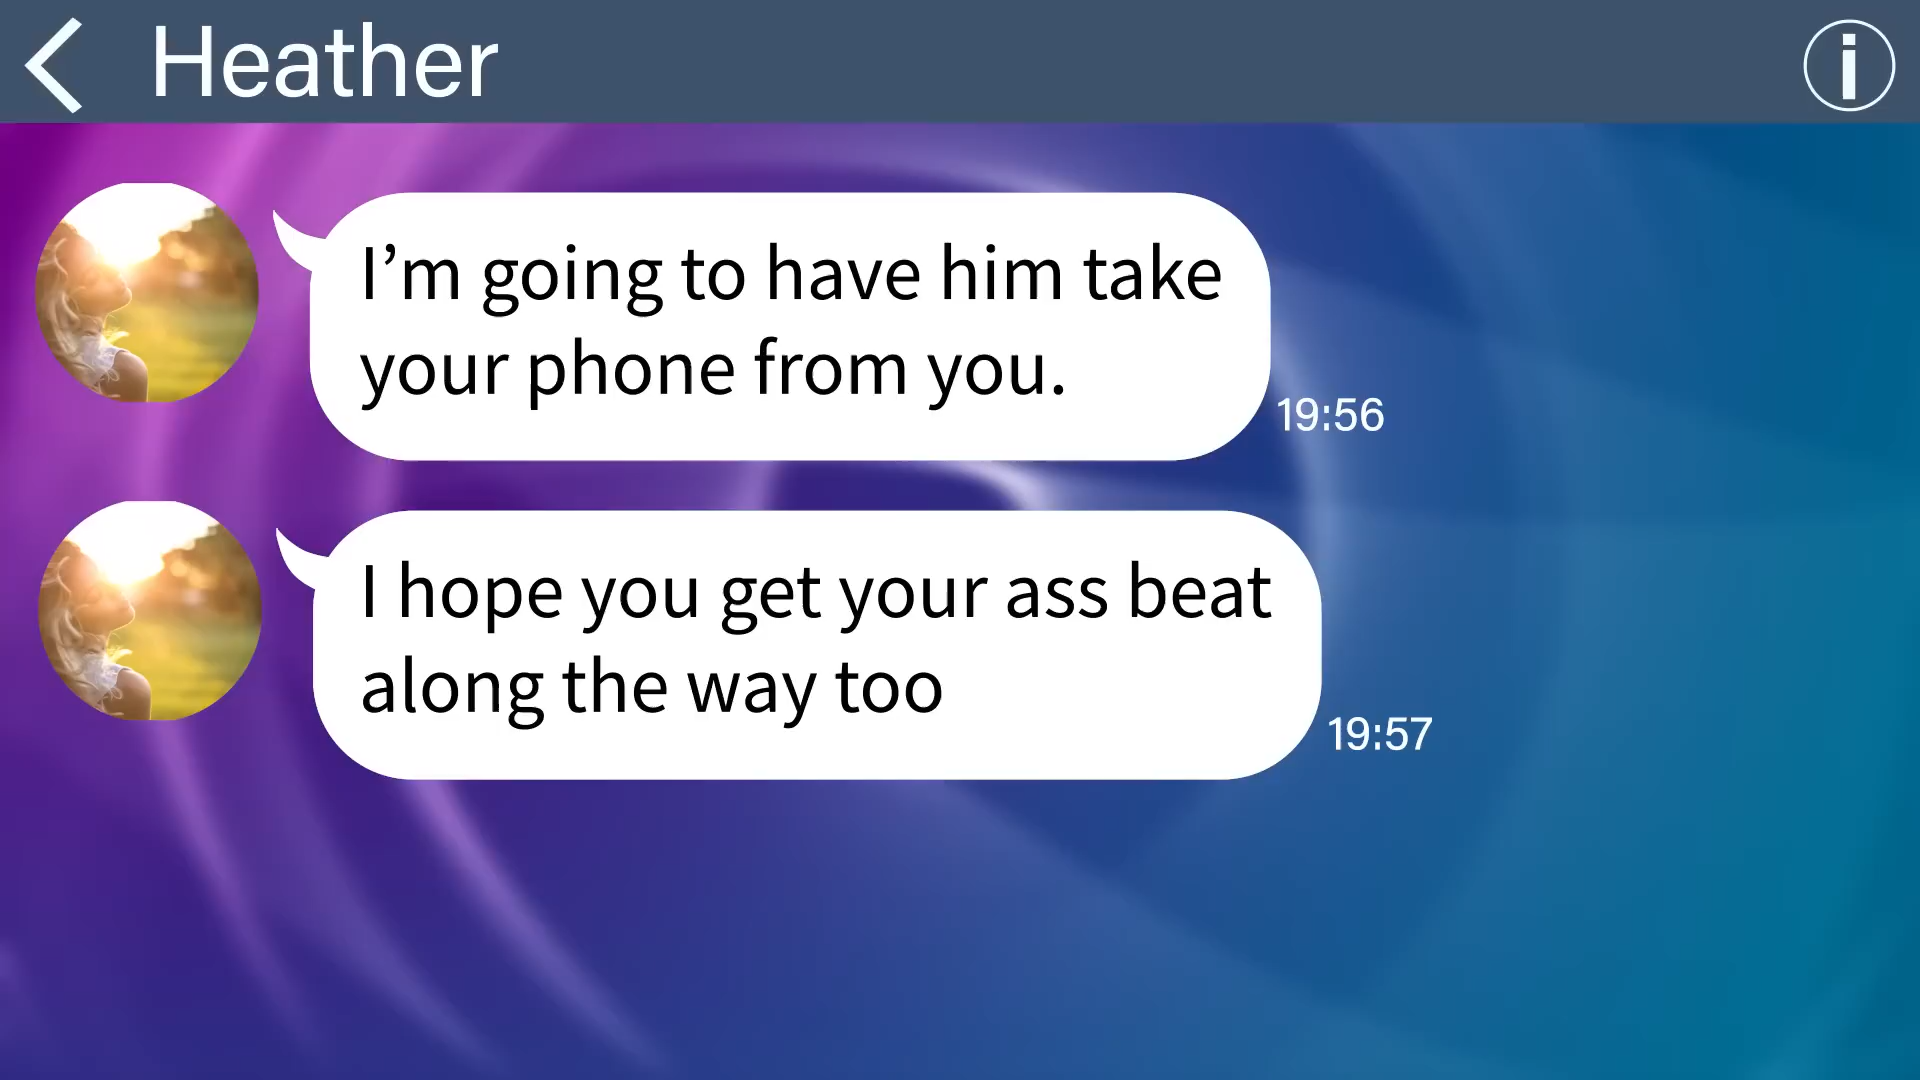 Heather
I’m going to have him take
your phone from you.
19:56
I hope you get your ass beat
along the way too
19:57